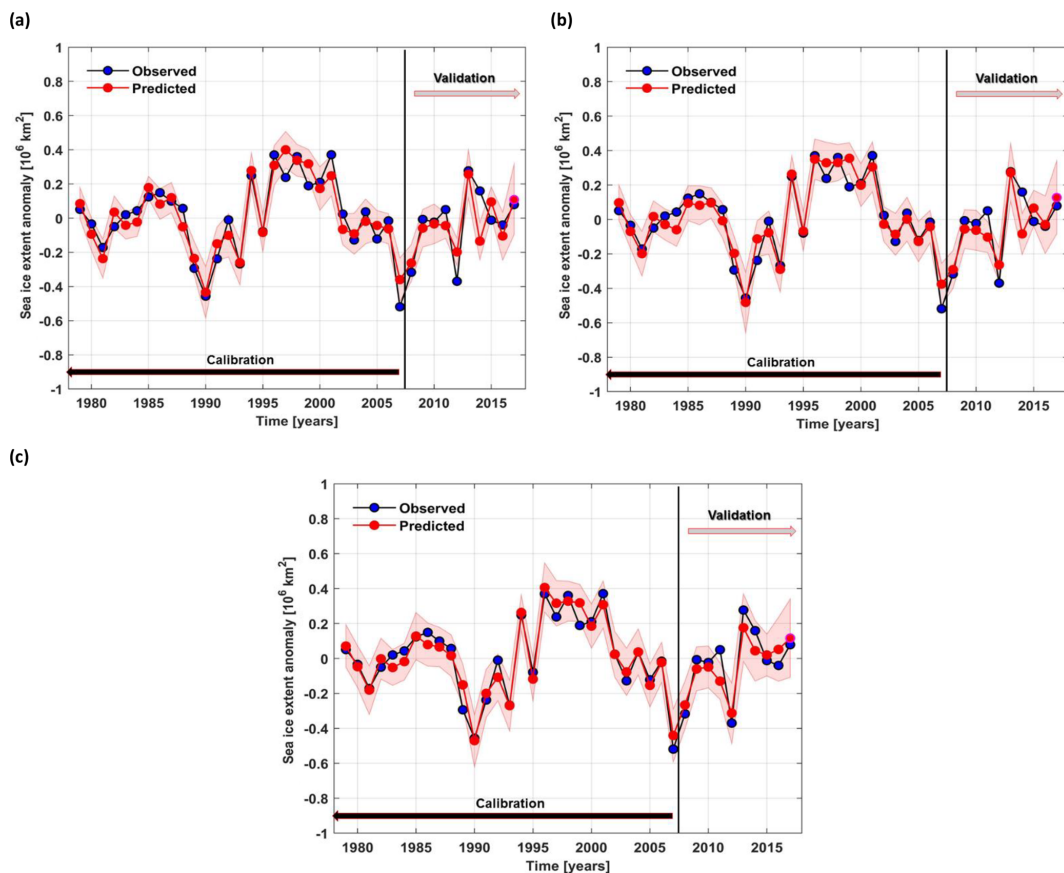 (a)
(b)
1
0.8
0.6
0.4
0.2
0
-0.2
-0.4
-0.6
-0.8
-1
Sea ice extent anomaly [10⁶ km²]
Observed
Predicted
Validation
Calibration
1980 1985 1990 1995 2000 2005 2010 2015
Time [years]
1
0.8
0.6
0.4
0.2
0
-0.2
-0.4
-0.6
-0.8
-1
Sea ice extent anomaly [10⁶ km²]
Observed
Predicted
Validation
Calibration
1980 1985 1990 1995 2000 2005 2010 2015
Time [years]
(c)
1
0.8
0.6
0.4
0.2
0
-0.2
-0.4
-0.6
-0.8
-1
Sea ice extent anomaly [10⁶ km²]
Observed
Predicted
Validation
Calibration
1980 1985 1990 1995 2000 2005 2010 2015
Time [years]